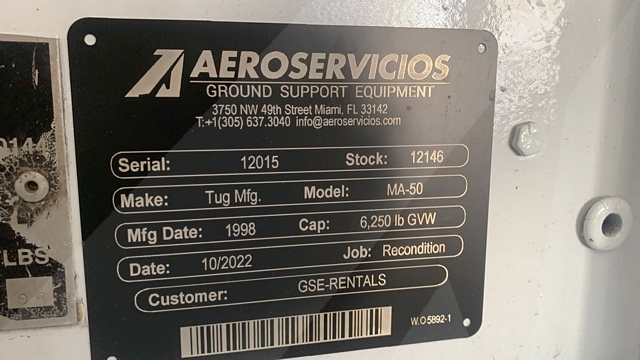 AEROSERVICIOS
GROUND SUPPORT EQUIPMENT
3750 NW 49th Street Miami, FL 33142
T:+1(305) 637.3040 info@aeroservicios.com
Serial: 12015 Stock: 12146
Make: Tug Mfg. Model: MA-50
Mfg Date: 1998 Cap: 6,250 lb GVW
Date: 10/2022 Job: Recondition
Customer: GSE-RENTALS
W.O 5892-1
LBS